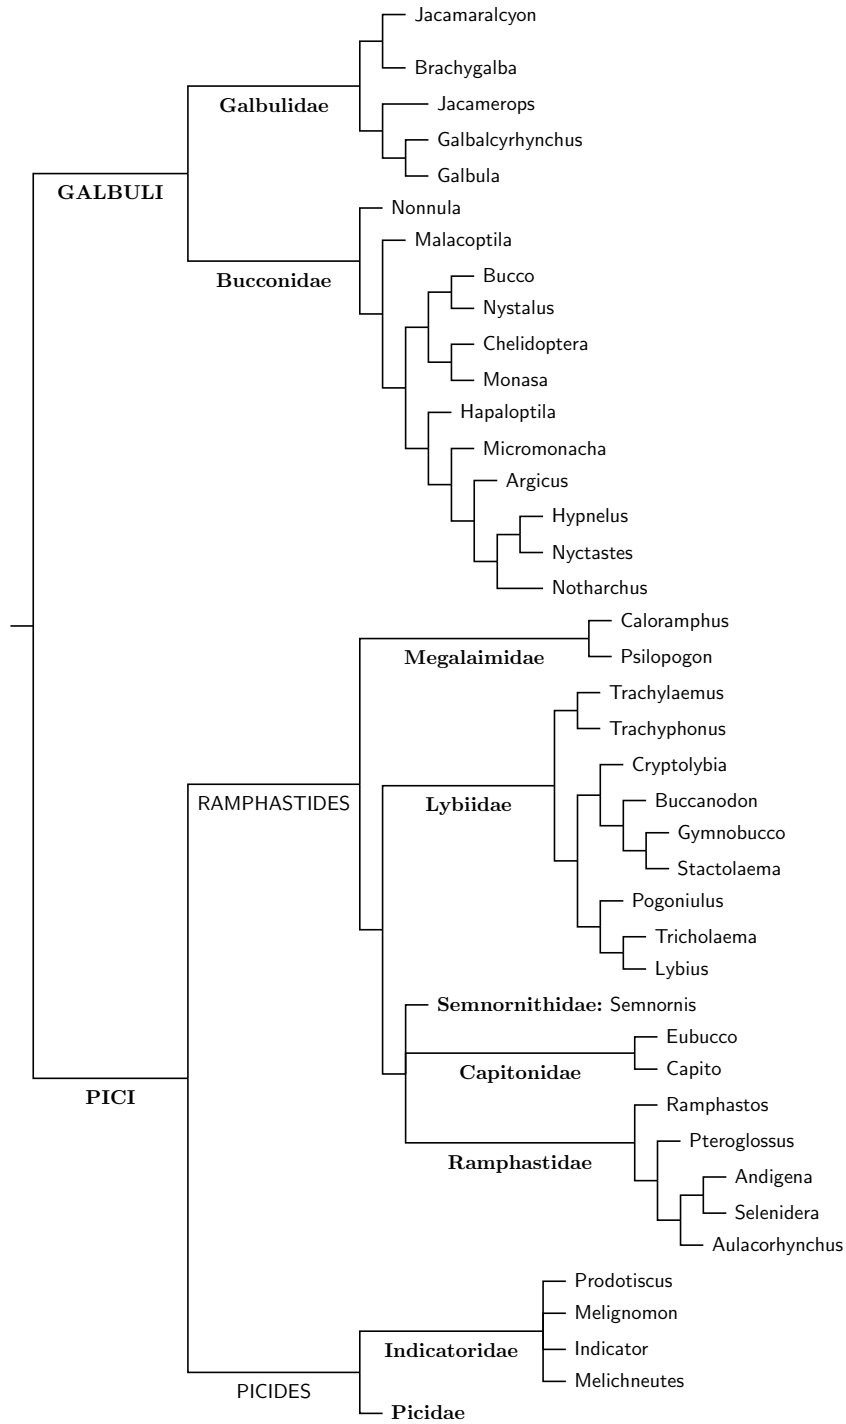 Jacamaralcyon
Brachygalba
Galbulidae
Jacamerops
Galbalcyrhynchus
Galbula
GALBULI
Nonnula
Malacoptila
Bucconidae
Bucco
Nystalus
Chelidoptera
Monasa
Hapaloptila
Micromonacha
Argicus
Hypnelus
Nyctastes
Notharchus
Caloramphus
Megalaimidae
Psilopogon
Trachylaemus
Trachyphonus
Cryptolybia
RAMPHASTIDES
Lybiidae
Buccanodon
Gymnobucco
Stactolaema
Pogoniulus
Tricholaema
Lybius
Semnornithidae: Semnornis
Eubucco
Capitonidae
Capito
PICI
Ramphastos
Pteroglossus
Ramphastidae
Andigena
Selenidera
Aulacorhynchus
Prodotiscus
Melignomon
Indicatoridae
Indicator
Melichneutes
PICIDES
Picidae